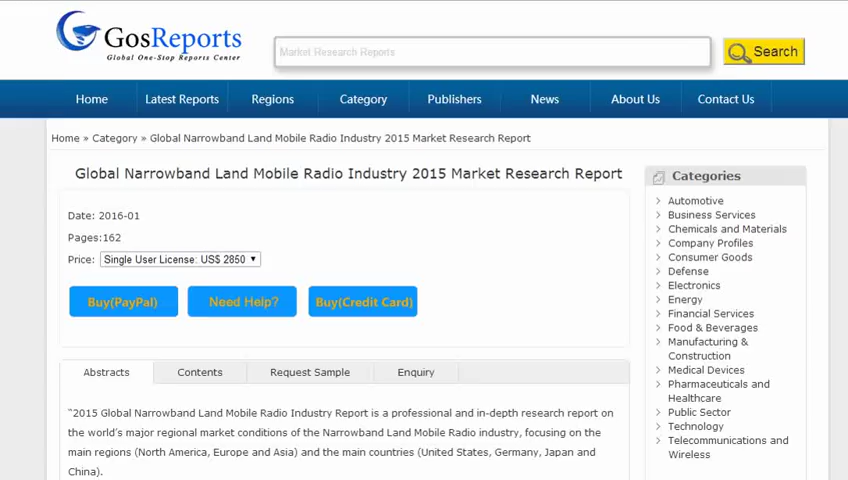 GosReports
Global One-Stop Reports Center
Market Research Reports
Search
Home
Latest Reports
Regions
Category
Publishers
News
About Us
Contact Us
Home » Category » Global Narrowband Land Mobile Radio Industry 2015 Market Research Report
Global Narrowband Land Mobile Radio Industry 2015 Market Research Report
Date: 2016-01
Pages:162
Price: Single User License: US$ 2850
Buy(PayPal)
Need Help?
Buy(Credit Card)
Abstracts
Contents
Request Sample
Enquiry
"2015 Global Narrowband Land Mobile Radio Industry Report is a professional and in-depth research report on
the world's major regional market conditions of the Narrowband Land Mobile Radio industry, focusing on the
main regions (North America, Europe and Asia) and the main countries (United States, Germany, Japan and
China).
Categories
Automotive
Business Services
Chemicals and Materials
Company Profiles
Consumer Goods
Defense
Electronics
Energy
Financial Services
Food & Beverages
Manufacturing &
Construction
Medical Devices
Pharmaceuticals and
Healthcare
Public Sector
Technology
Telecommunications and
Wireless